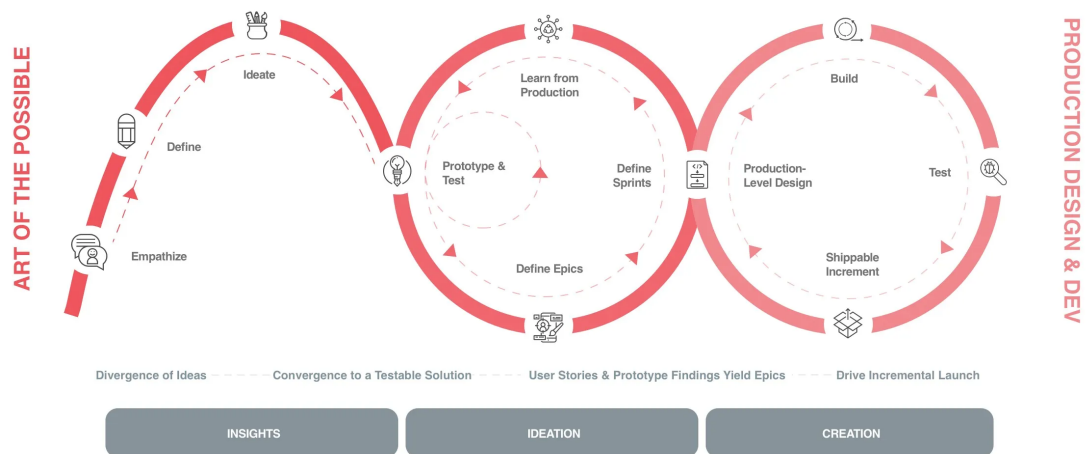 ART OF THE POSSIBLE
Empathize
Define
Ideate
Prototype &
Test
Learn from
Production
Define
Sprints
Define Epics
Production-
Level Design
Build
Test
Shippable
Increment
PRODUCTION DESIGN & DEV
Divergence of Ideas
Convergence to a Testable Solution
User Stories & Prototype Findings Yield Epics
Drive Incremental Launch
INSIGHTS
IDEATION
CREATION